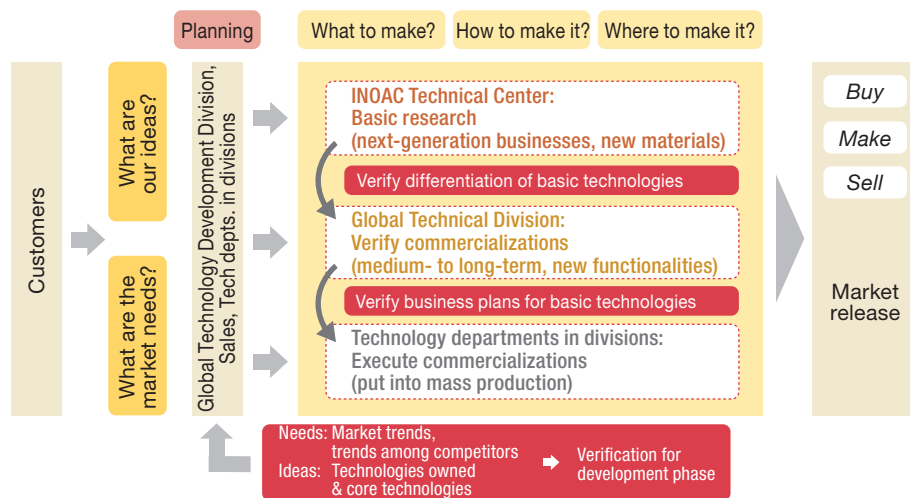 Planning
What to make?
How to make it?
Where to make it?
Customers
What are
our ideas?
What are the
market needs?
Global Technology Development Division,
Sales, Tech depts. in divisions
INOAC Technical Center:
Basic research
(next-generation businesses, new materials)
Verify differentiation of basic technologies
Global Technical Division:
Verify commercializations
(medium- to long-term, new functionalities)
Verify business plans for basic technologies
Technology departments in divisions:
Execute commercializations
(put into mass production)
Buy
Make
Sell
Market
release
Needs: Market trends,
trends among competitors
Ideas: Technologies owned
& core technologies
Verification for
development phase